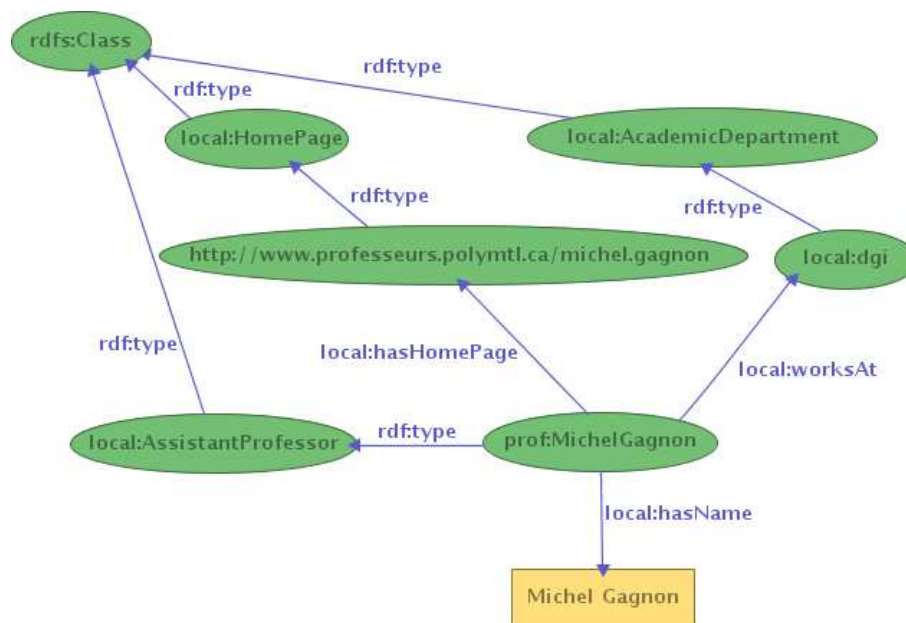 rdfs:Class
rdf:type
rdf:type
local:HomePage
local:AcademicDepartment
rdf:type
rdf:type
http://www.professeurs.polymtl.ca/michel.gagnon
local:dgi
rdf:type
local:hasHomePage
local:worksAt
local:AssistantProfessor
rdf:type
prof:MichelGagnon
local:hasName
Michel Gagnon